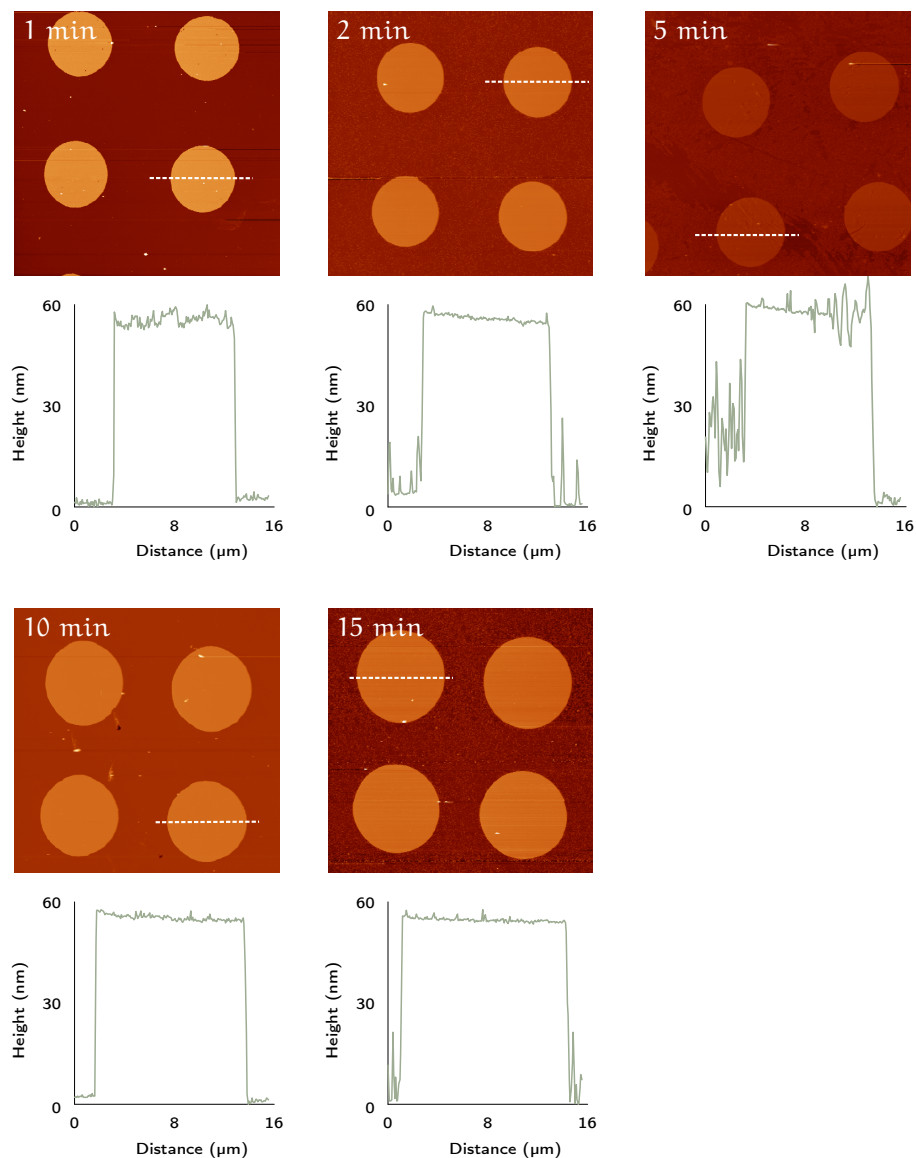 1 min
2 min
5 min
60
30
0
Height (nm)
0 8 16
Distance (µm)
60
30
0
Height (nm)
0 8 16
Distance (µm)
60
30
0
Height (nm)
0 8 16
Distance (µm)
10 min
15 min
60
30
0
Height (nm)
0 8 16
Distance (µm)
60
30
0
Height (nm)
0 8 16
Distance (µm)